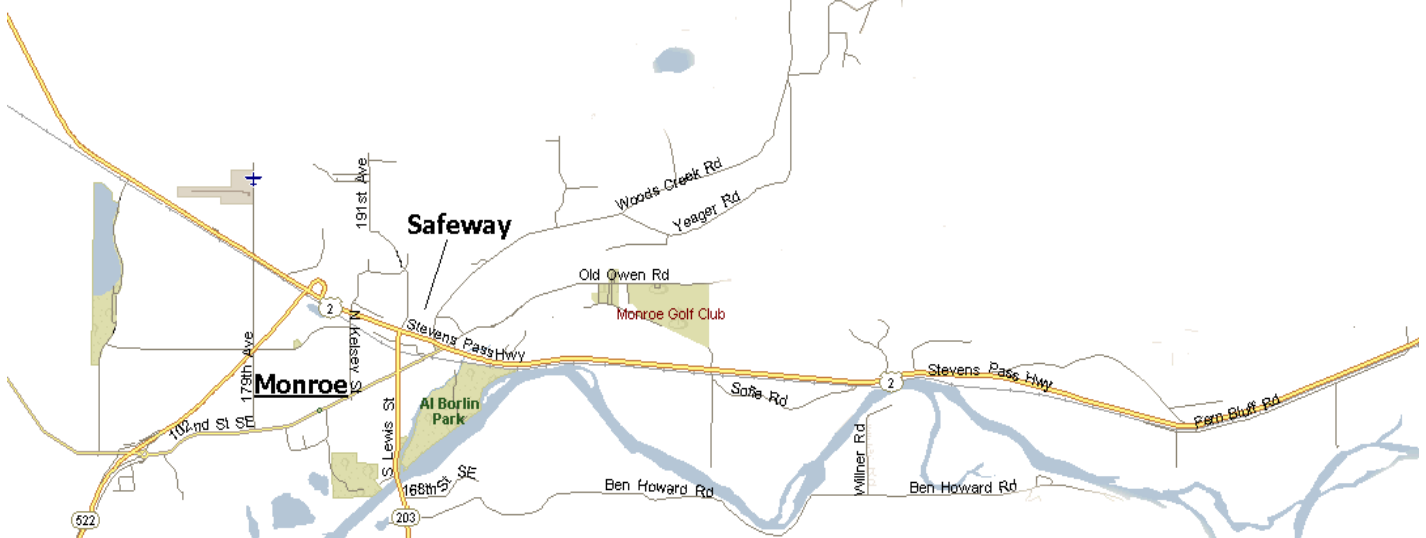 Woods Creek Rd
191st Ave
Yeager Rd
Safeway
Old Owen Rd
2
N Kelsey St
Monroe Golf Club
Stevens Pass Hwy
179th Ave
Monroe
Stevens Pass Hwy
2
Sofie Rd
Al Borlin
Park
S Lewis St
Fern Bluff Rd
102nd St SE
Willner Rd
168th St SE
Ben Howard Rd
Ben Howard Rd
522
203